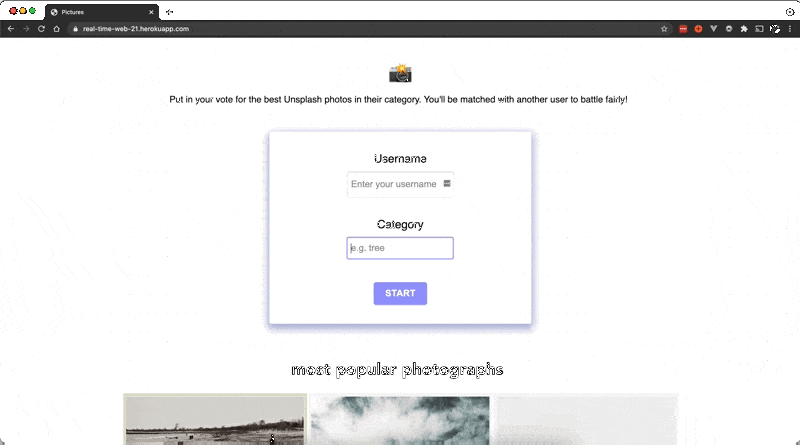 Pictures
real-time-web-21.herokuapp.com
Put in your vote for the best Unsplash photos in their category. You'll be matched with another user to battle fairly!
Username
Enter your username
Category
e.g. tree
START
most popular photographs